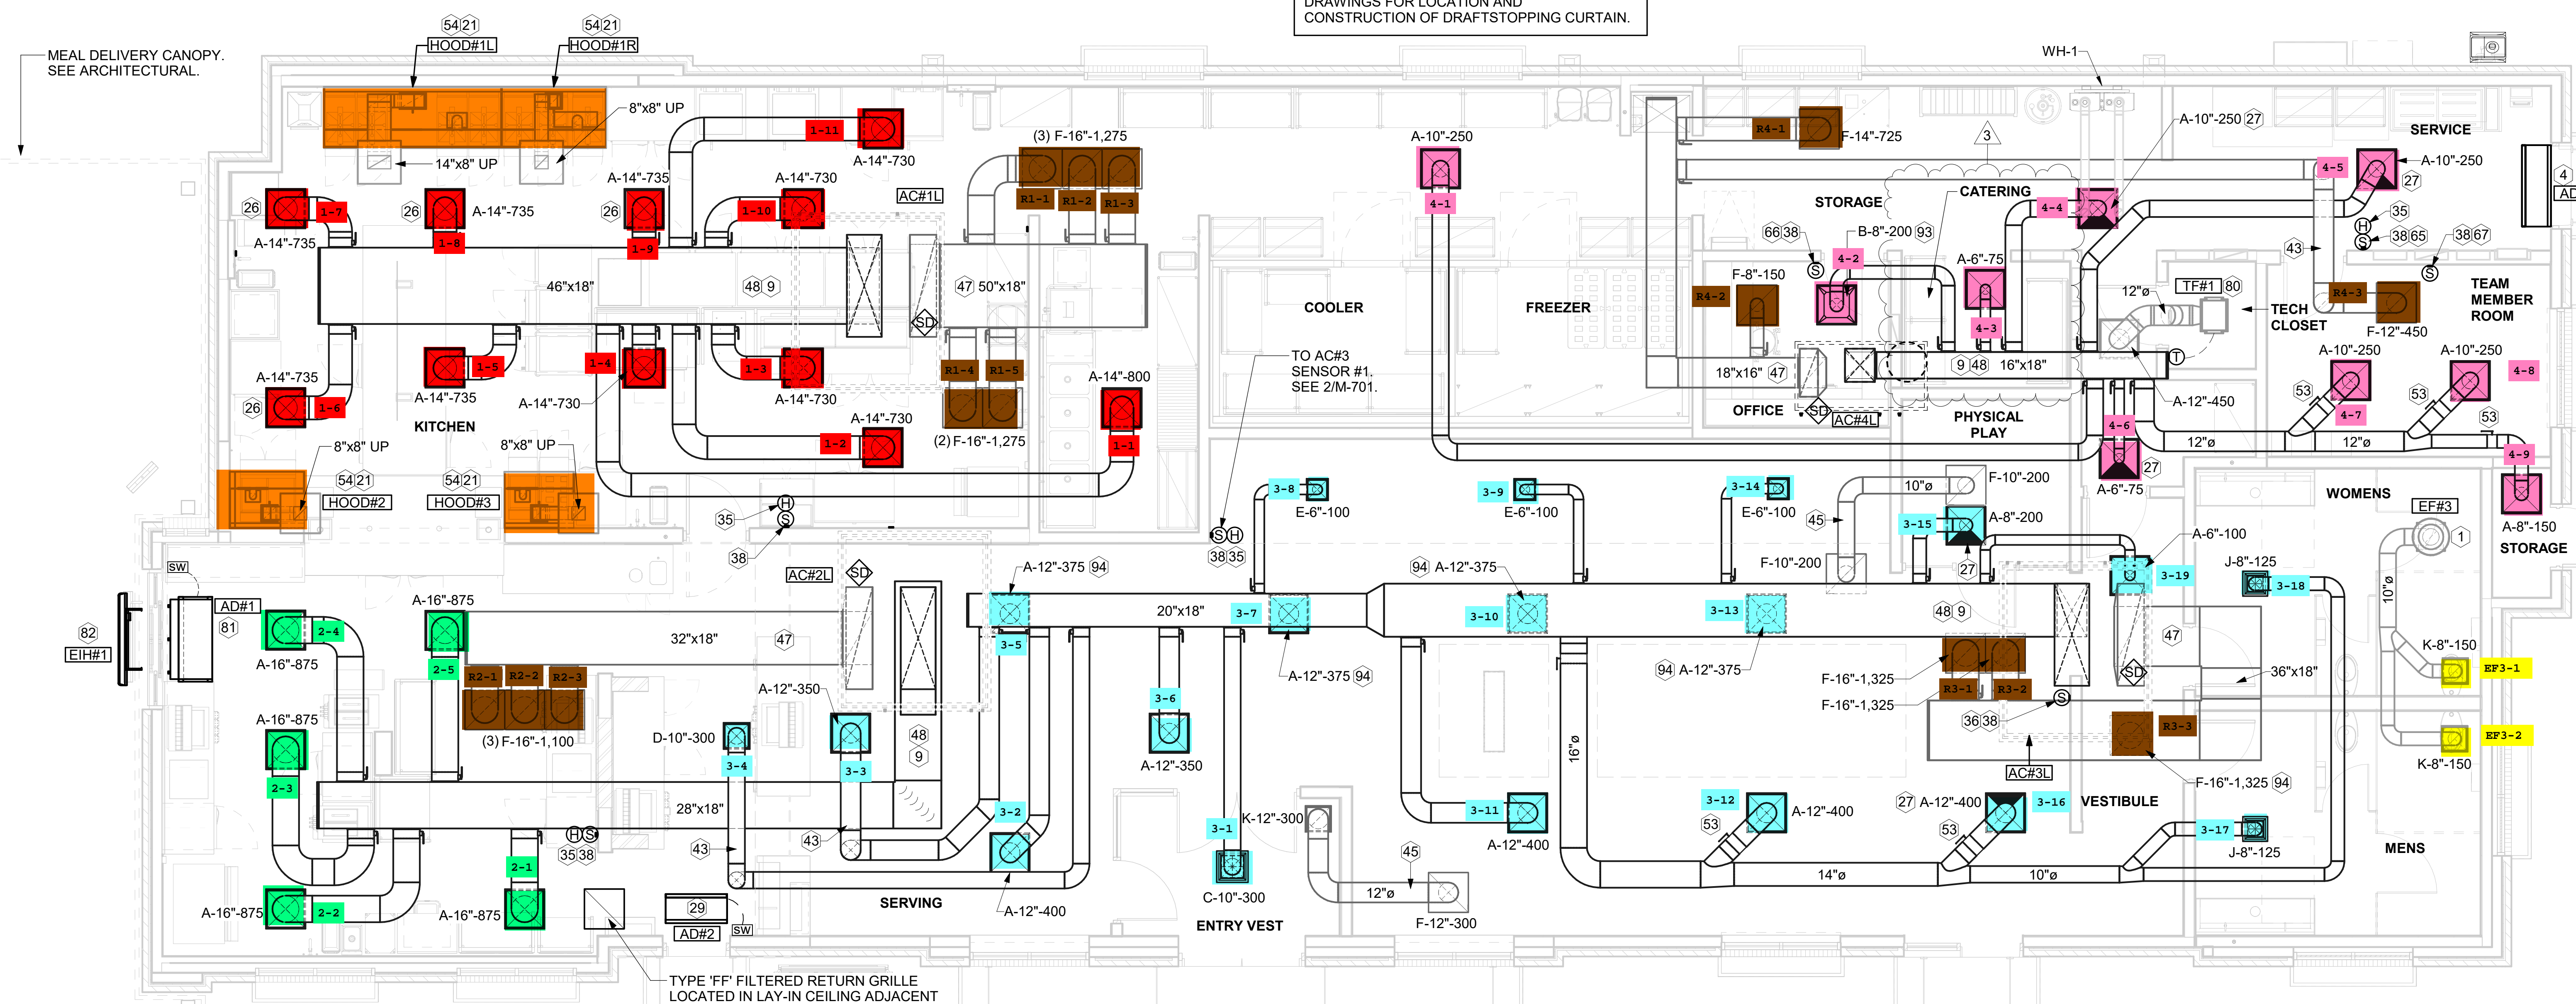 DRAWINGS FOR LOCATION AND
CONSTRUCTION OF DRAFTSTOPPING CURTAIN.
MEAL DELIVERY CANOPY.
SEE ARCHITECTURAL.
54 21
HOOD#1L
54 21
HOOD#1R
8"x8" UP
14"x8" UP
1-11
A-14"-730
(3) F-16"-1,275
R1-1
R1-2
R1-3
AC#1L
26
1-7
A-14"-735
26
A-14"-735
1-8
A-14"-735
26
1-9
1-10
A-14"-730
46"x18"
48 9
47
50"x18"
SD
A-14"-735
26
1-6
1-5
A-14"-735
1-4
A-14"-730
1-3
A-14"-730
R1-4
R1-5
(2) F-16"-1,275
A-14"-800
1-1
1-2
A-14"-730
KITCHEN
8"x8" UP
54 21
HOOD#2
54 21
HOOD#3
8"x8" UP
35
H
S
38
A-10"-250
4-1
COOLER
FREEZER
TO AC#3
SENSOR #1.
SEE 2/M-701.
S H
38 35
WH-1
R4-1
F-14"-725
3
A-10"-250 27
CATERING
STORAGE
4-4
4-5
SERVICE
A-10"-250
27
4
AD
H
35
S
38 65
38 67
S
43
66 38
S
B-8"-200 93
4-2
F-8"-150
R4-2
A-6"-75
4-3
12"ø
TF#1
80
TECH
CLOSET
TEAM
MEMBER
ROOM
R4-3
F-12"-450
T
18"x16"
47
9 48
16"x18"
OFFICE
SD
AC#4L
PHYSICAL
PLAY
A-12"-450
A-10"-250
53
4-7
A-10"-250
53
4-8
53
12"ø
12"ø
4-6
27
A-6"-75
4-9
A-8"-150
STORAGE
WOMENS
EF#3
1
10"ø
3-8
E-6"-100
3-9
E-6"-100
3-14
E-6"-100
10"ø
F-10"-200
45
3-15
A-8"-200
27
F-10"-200
A-6"-100
3-19
J-8"-125
3-18
SW
AD#1
81
82
EIH#1
2-4
A-16"-875
A-16"-875
2-5
32"x18"
47
AC#2L
SD
A-12"-375 94
3-5
20"x18"
3-7
A-12"-375 94
94 A-12"-375
3-10
3-13
94 A-12"-375
48 9
47
SD
36"x18"
F-16"-1,325
R3-1
R3-2
F-16"-1,325
36 38
S
R3-3
AC#3L
F-16"-1,325 94
K-8"-150
EF3-1
EF3-2
K-8"-150
R2-1
R2-2
R2-3
(3) F-16"-1,100
A-16"-875
2-3
D-10"-300
3-4
A-12"-350
3-3
48
9
3-6
A-12"-350
16"ø
28"x18"
43
43
3-2
A-12"-400
H S
35 38
2-1
A-16"-875
2-2
A-16"-875
29
AD#2
SW
SERVING
3-1
C-10"-300
ENTRY VEST
K-12"-300
45
12"ø
F-12"-300
3-11
A-12"-400
3-12
A-12"-400
53
27
A-12"-400
3-16
VESTIBULE
53
14"ø
10"ø
3-17
J-8"-125
MENS
TYPE 'FF' FILTERED RETURN GRILLE
LOCATED IN LAY-IN CEILING ADJACENT